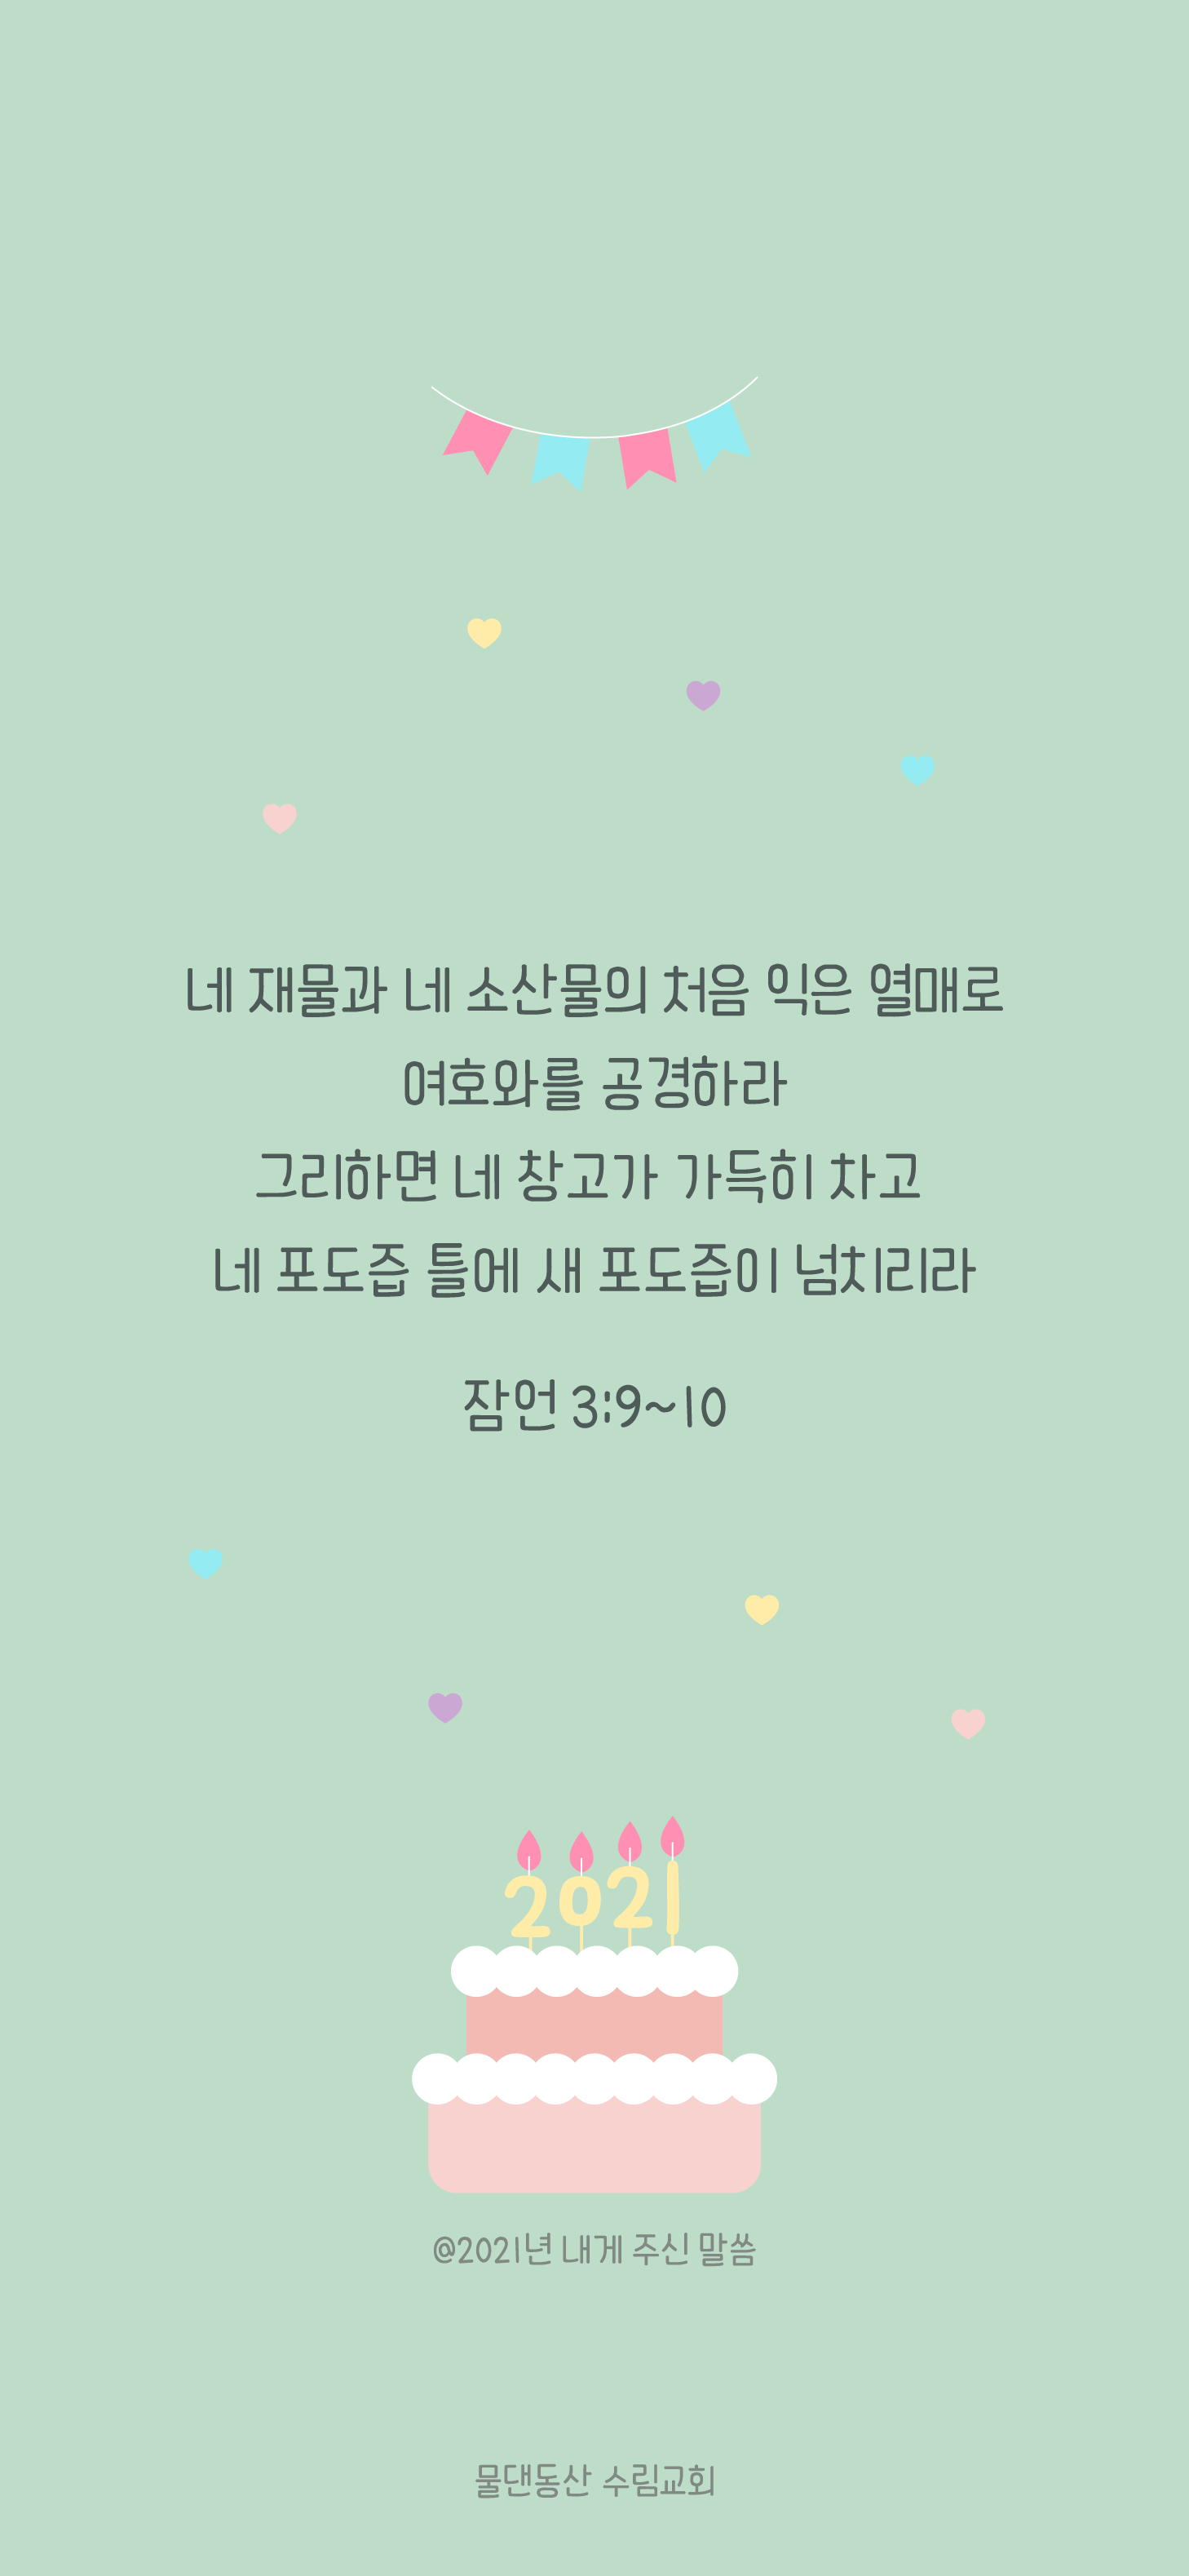 네 재물과 네 소산물의 처음 익은 열매로
여호와를 공경하라
그리하면 네 창고가 가득히 차고
네 포도즙 틀에 새 포도즙이 넘치리라
잠언 3:9~10
2021
@2021년 내게 주신 말씀
물댄동산 수림교회